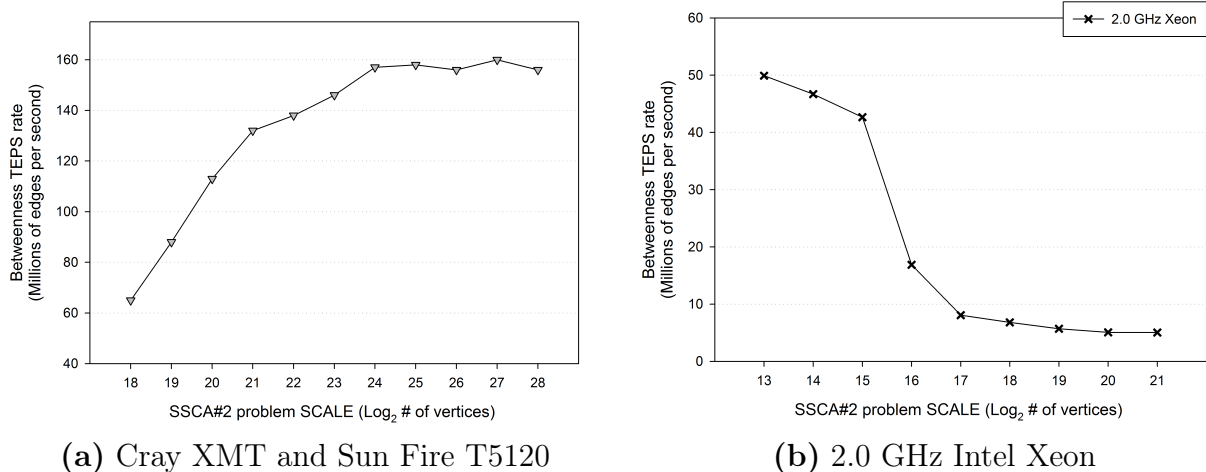 Betweenness TEPS rate
(Millions of edges per second)
160
140
120
100
80
60
40
18 19 20 21 22 23 24 25 26 27 28
SSCA#2 problem SCALE (Log2 # of vertices)
(a) Cray XMT and Sun Fire T5120
2.0 GHz Xeon
Betweenness TEPS rate
(Millions of edges per second)
60
50
40
30
20
10
0
13 14 15 16 17 18 19 20 21
SSCA#2 problem SCALE (Log2 # of vertices)
(b) 2.0 GHz Intel Xeon